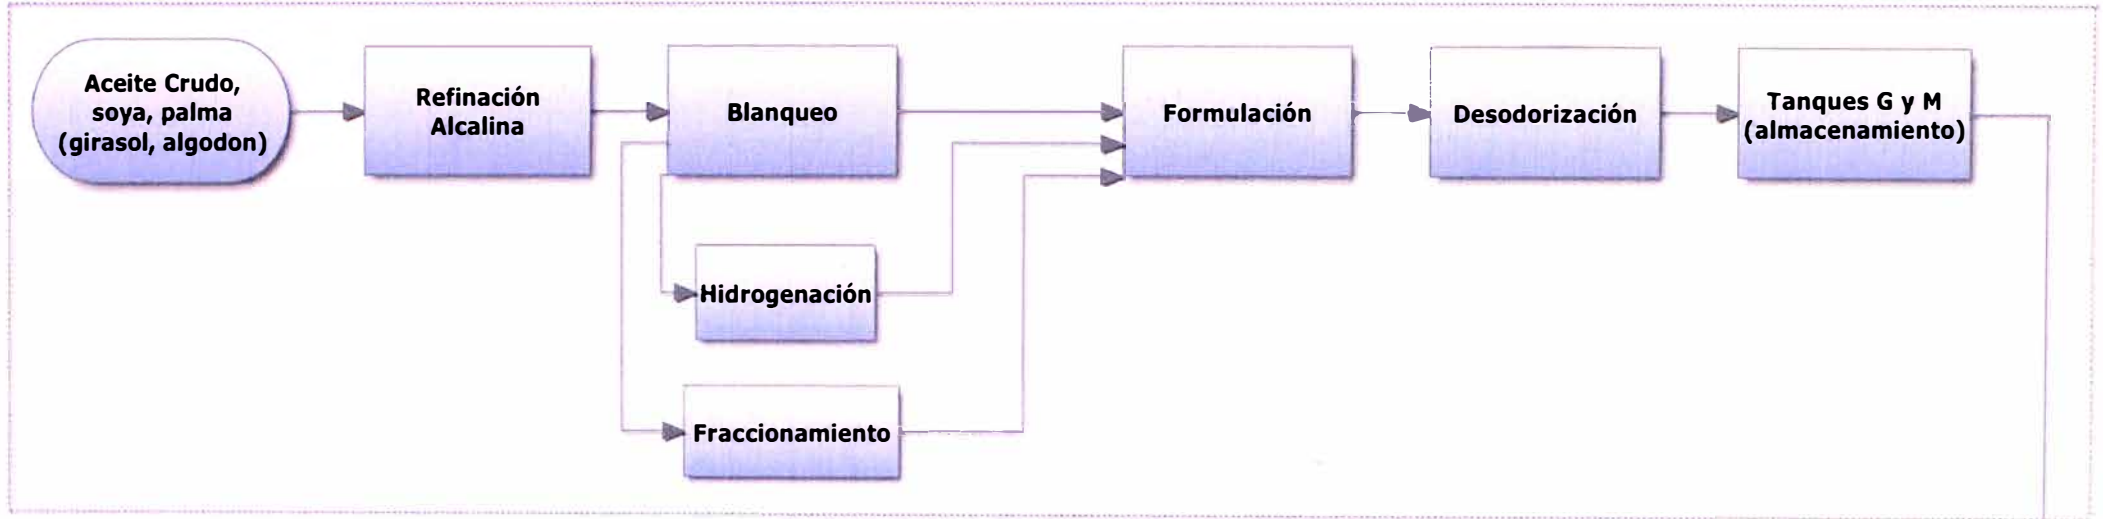 Aceite Crudo,
soya, palma
(girasol, algodon)
Refinación
Alcalina
Blanqueo
Formulación
Desodorización
Tanques G y M
(almacenamiento)
Hidrogenación
Fraccionamiento